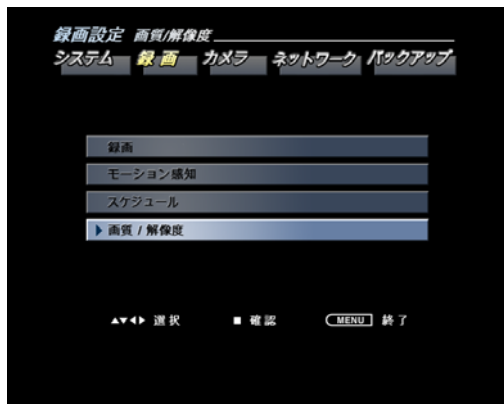 録画設定 画質/解像度
システム 録画 カメラ ネットワーク バックアップ
録画
モーション感知
スケジュール
▶ 画質 / 解像度
▲▼◀▶ 選択 ■ 確認 MENU 終了